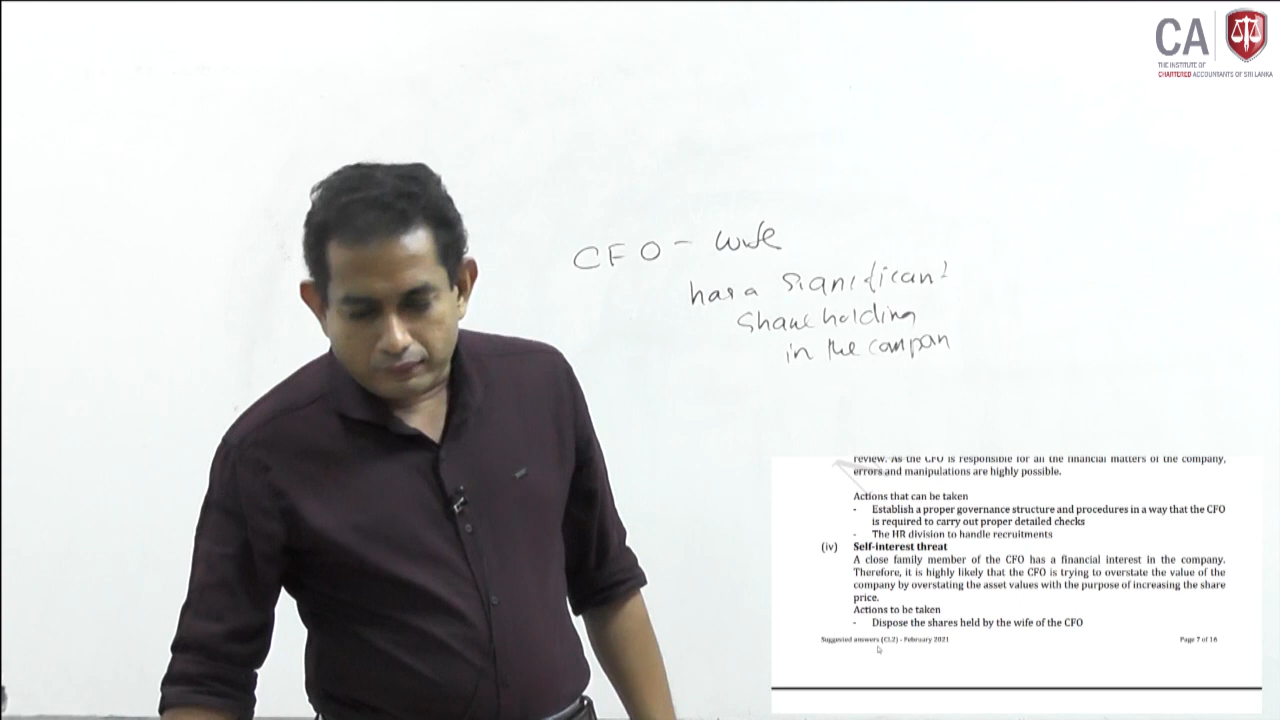 CA
THE INSTITUTE OF
CHARTERED ACCOUNTANTS OF SRI LANKA
CFO - wife
has a significant
Shareholding
in the compan
review. As the CFO is responsible for all the financial matters of the company,
errors and manipulations are highly possible.
Actions that can be taken
- Establish a proper governance structure and procedures in a way that the CFO
is required to carry out proper detailed checks
- The HR division to handle recruitments
(iv) Self-interest threat
A close family member of the CFO has a financial interest in the company.
Therefore, it is highly likely that the CFO is trying to overstate the value of the
company by overstating the asset values with the purpose of increasing the share
price.
Actions to be taken
- Dispose the shares held by the wife of the CFO
Suggested answers (CL2) - February 2021 Page 7 of 16